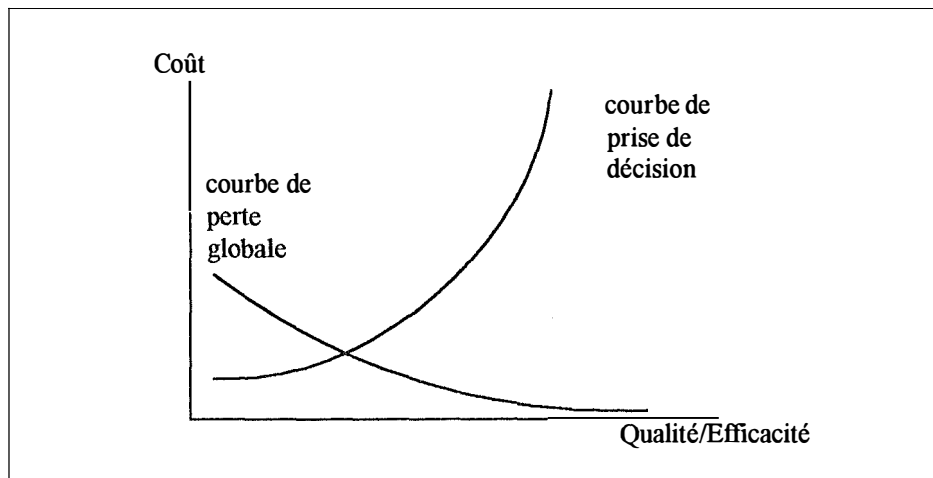 Coût
courbe de
prise de
décision
courbe de
perte
globale
Qualité/Efficacité